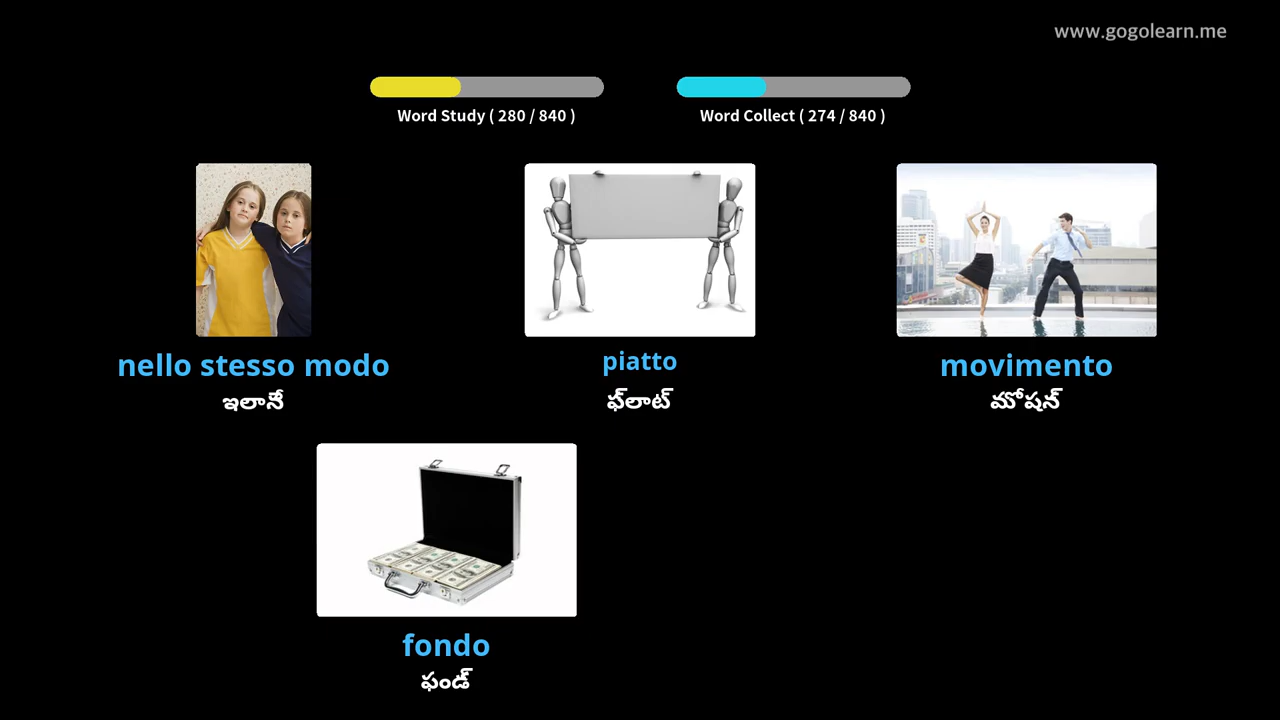 www.gogolearn.me
Word Study ( 280 / 840 )
Word Collect ( 274 / 840 )
nello stesso modo
ఇలానే
piatto
ఫ్‌లాట్
movimento
మోషన్
fondo
ఫండ్